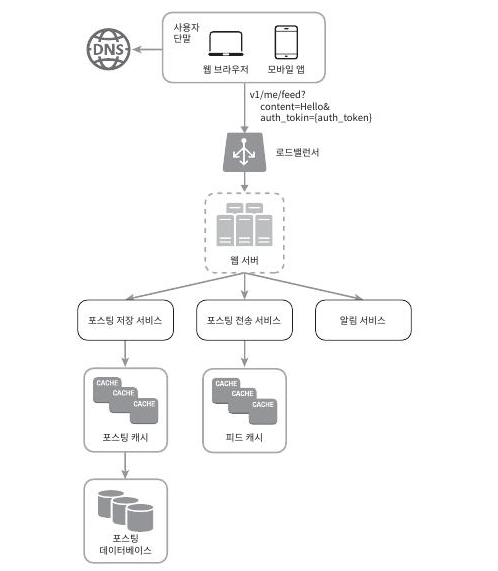 사용자
단말
DNS
웹 브라우저
모바일 앱
v1/me/feed?
content=Hello&
auth_tokin={auth_token}
로드밸런서
웹 서버
포스팅 저장 서비스
포스팅 전송 서비스
알림 서비스
CACHE
CACHE
CACHE
포스팅 캐시
CACHE
CACHE
CACHE
피드 캐시
포스팅
데이터베이스